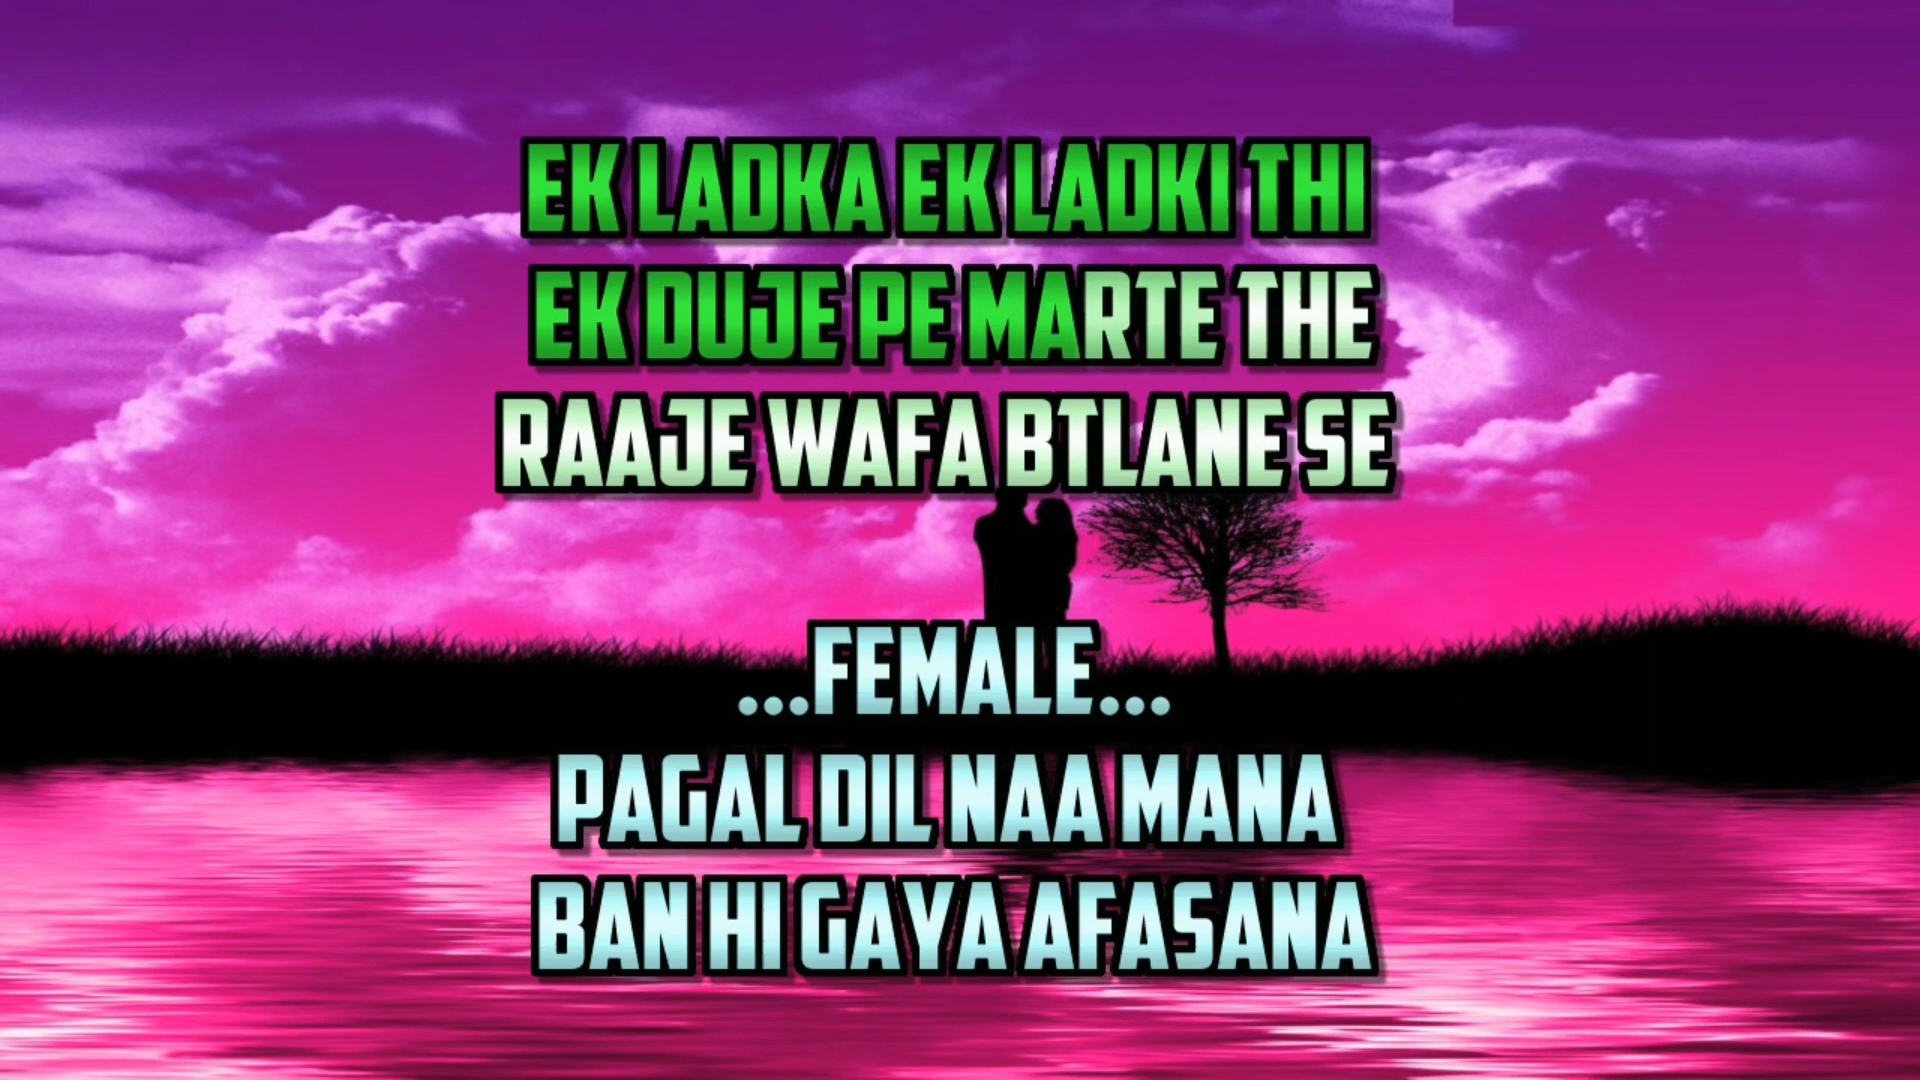 EK LADKA EK LADKI THI
EK DUJE PE MARTE THE
RAAJE WAFA BTLANE SE
...FEMALE...
PAGAL DIL NAA MANA
BAN HI GAYA AFASANA